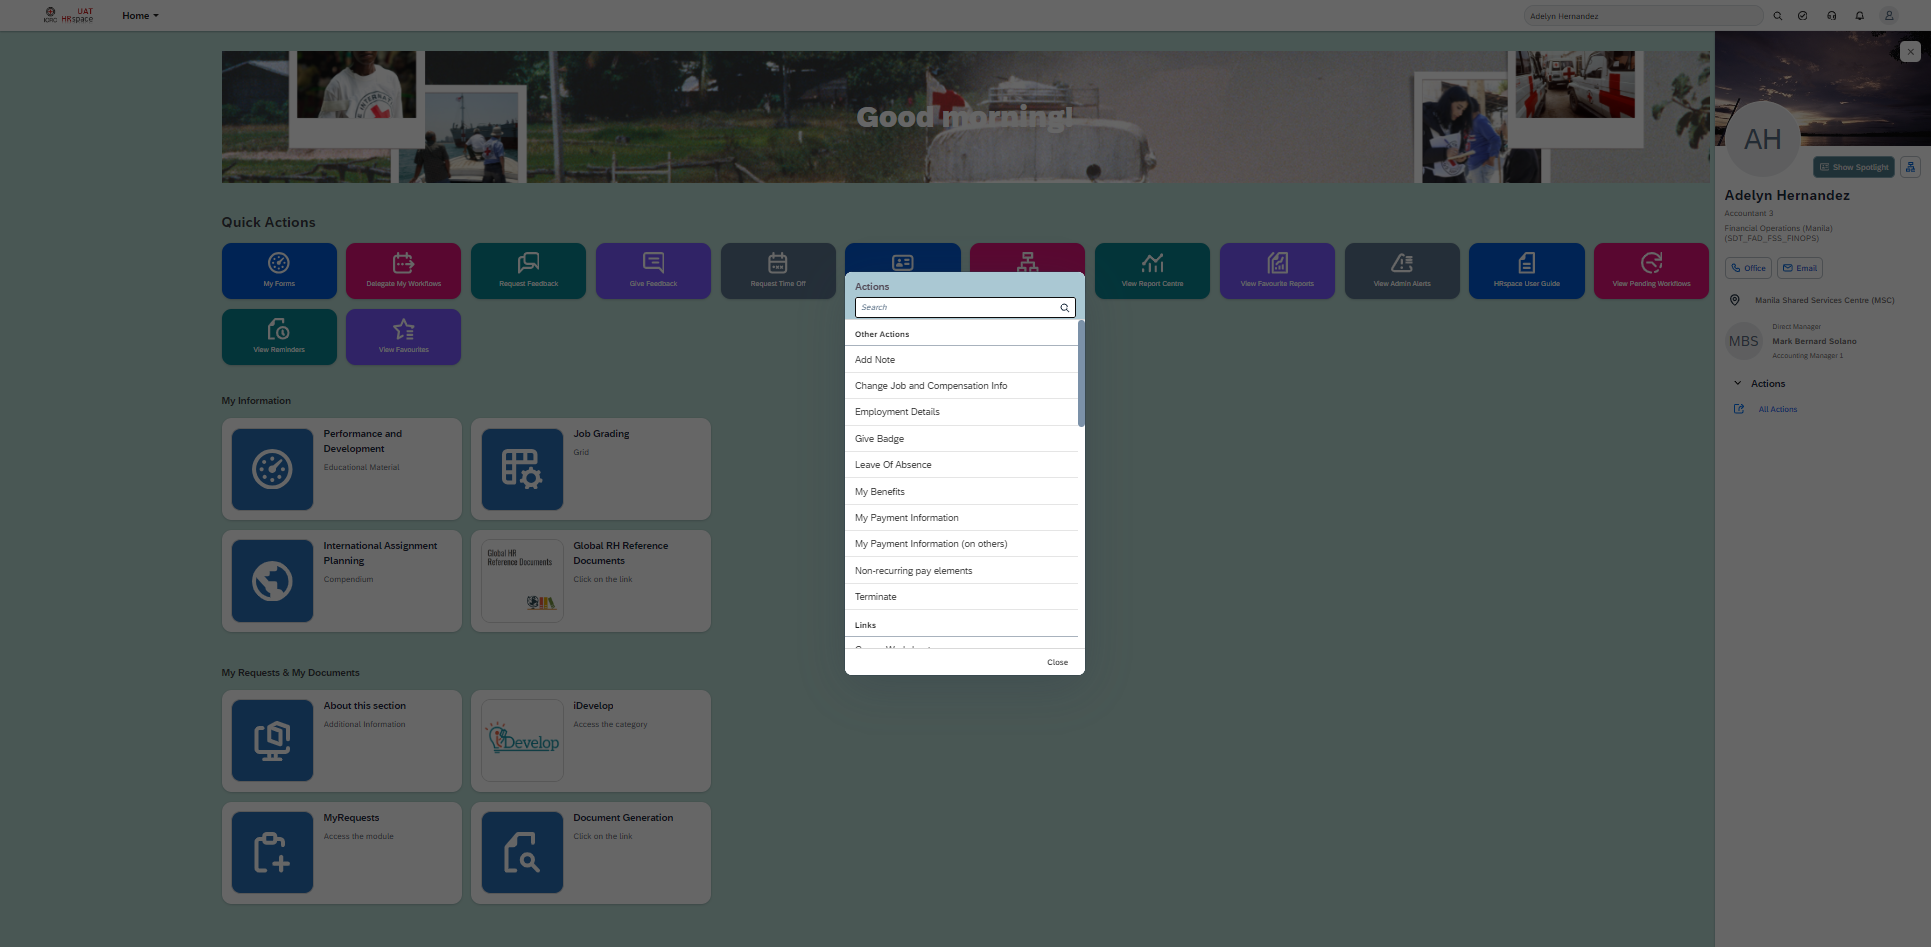 ICRC
UAT
HRspace
Home
Adelyn Hernandez
Good morning!
AH
Show Spotlight
Adelyn Hernandez
Accountant 3
Financial Operations (Manila)
(SDT_FAD_FSS_FINOPS)
Office
Email
Manila Shared Services Centre (MSC)
MBS
Direct Manager
Mark Bernard Solano
Accounting Manager 1
Actions
All Actions
Quick Actions
My Forms
Delegate My Workflows
Request Feedback
Give Feedback
Request Time Off
View Report Centre
View Favourite Reports
View Admin Alerts
HRspace User Guide
View Pending Workflows
View Reminders
View Favourites
Actions
Search
Other Actions
Add Note
Change Job and Compensation Info
Employment Details
Give Badge
Leave Of Absence
My Benefits
My Payment Information
My Payment Information (on others)
Non-recurring pay elements
Terminate
Links
Close
My Information
Performance and
Development
Educational Material
Job Grading
Grid
International Assignment
Planning
Compendium
Global HR
Reference Documents
Global RH Reference
Documents
Click on the link
My Requests & My Documents
About this section
Additional Information
iDevelop
iDevelop
Access the category
MyRequests
Access the module
Document Generation
Click on the link